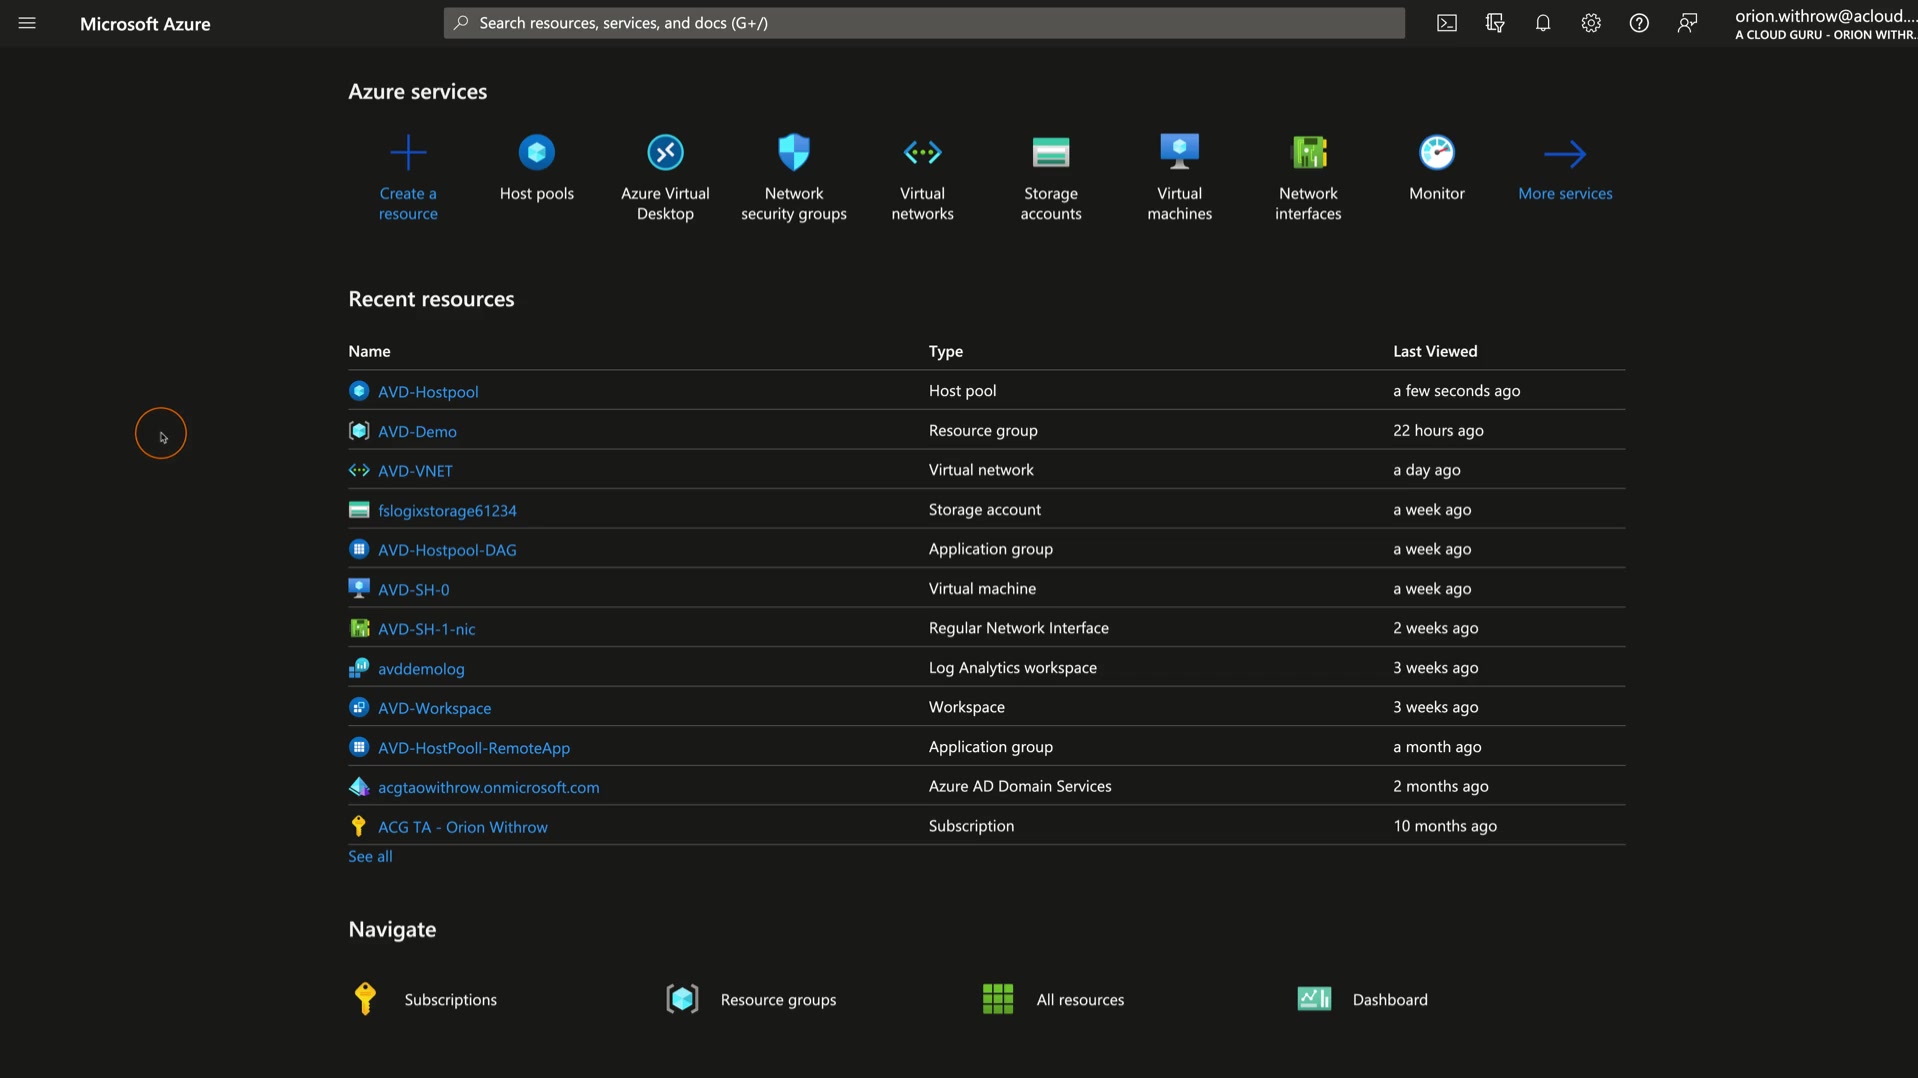 Microsoft Azure
Search resources, services, and docs (G+/)
orion.withrow@acloud....
A CLOUD GURU - ORION WITHR...
Azure services
Create a resource
Host pools
Azure Virtual Desktop
Network security groups
Virtual networks
Storage accounts
Virtual machines
Network interfaces
Monitor
More services
Recent resources
Name Type Last Viewed
AVD-Hostpool Host pool a few seconds ago
AVD-Demo Resource group 22 hours ago
AVD-VNET Virtual network a day ago
fslogixstorage61234 Storage account a week ago
AVD-Hostpool-DAG Application group a week ago
AVD-SH-0 Virtual machine a week ago
AVD-SH-1-nic Regular Network Interface 2 weeks ago
avddemolog Log Analytics workspace 3 weeks ago
AVD-Workspace Workspace 3 weeks ago
AVD-HostPooll-RemoteApp Application group a month ago
acgtaowithrow.onmicrosoft.com Azure AD Domain Services 2 months ago
ACG TA - Orion Withrow Subscription 10 months ago
See all
Navigate
Subscriptions Resource groups All resources Dashboard